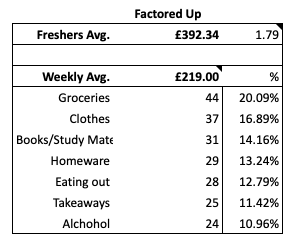 Factored Up
Freshers Avg. £392.34 1.79
Weekly Avg. £219.00 %
Groceries 44 20.09%
Clothes 37 16.89%
Books/Study Mate 31 14.16%
Homeware 29 13.24%
Eating out 28 12.79%
Takeaways 25 11.42%
Alchohol 24 10.96%